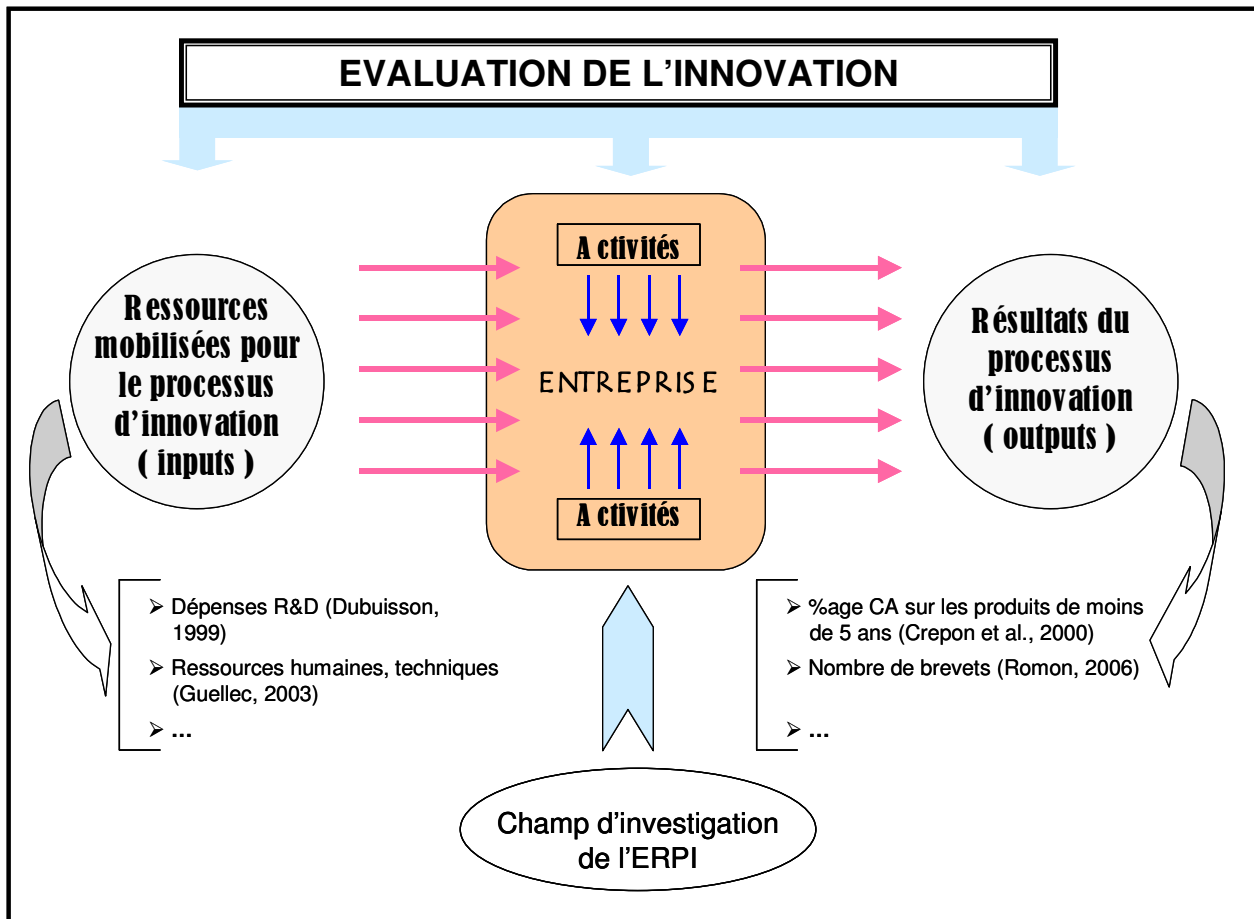 EVALUATION DE L’INNOVATION
Ressources
mobilisées pour
le processus
d’innovation
( inputs )
A ctivités
ENTREPRISE
A ctivités
Résultats du
processus
d’innovation
( outputs )
➢ Dépenses R&D (Dubuisson,
1999)
➢ Ressources humaines, techniques
(Guellec, 2003)
➢ ...
➢ %age CA sur les produits de moins
de 5 ans (Crepon et al., 2000)
➢ Nombre de brevets (Romon, 2006)
➢ ...
Champ d’investigation
de l’ERPI